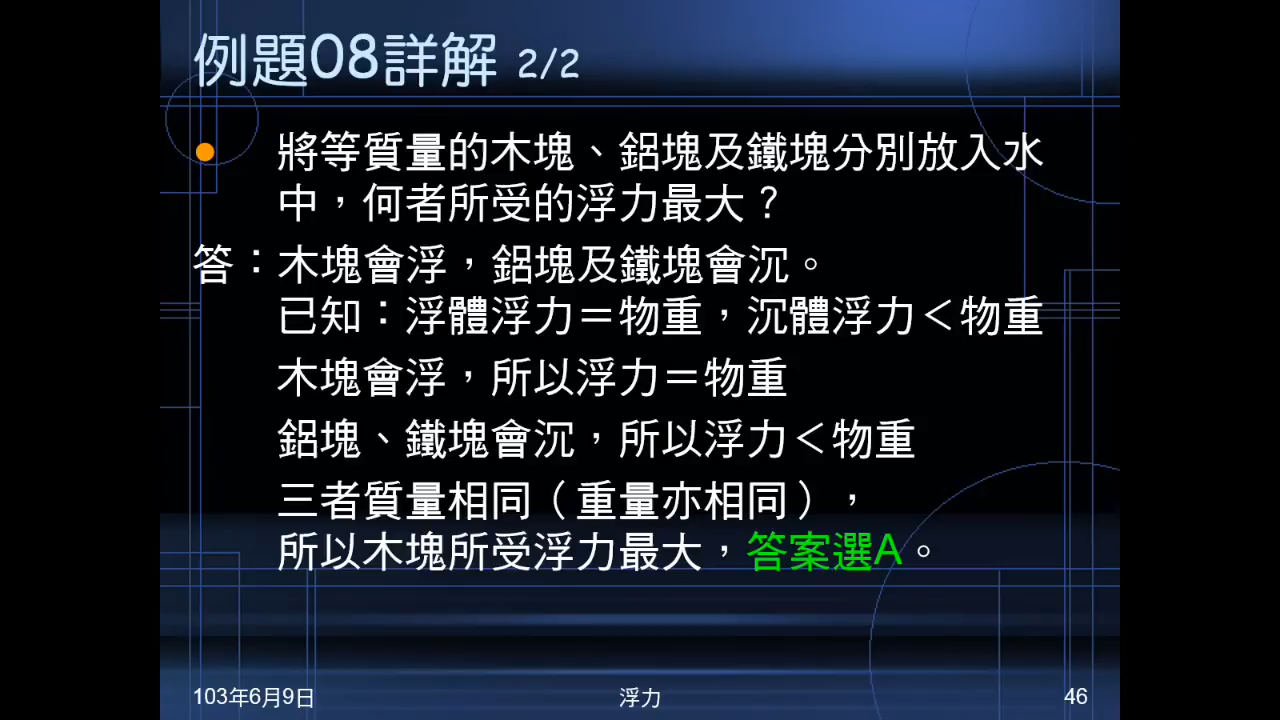 例題08詳解 2/2
將等質量的木塊、鋁塊及鐵塊分別放入水
中，何者所受的浮力最大？
答：木塊會浮，鋁塊及鐵塊會沉。
已知：浮體浮力＝物重，沉體浮力＜物重
木塊會浮，所以浮力＝物重
鋁塊、鐵塊會沉，所以浮力＜物重
三者質量相同（重量亦相同），
所以木塊所受浮力最大，答案選A。
103年6月9日
浮力
46